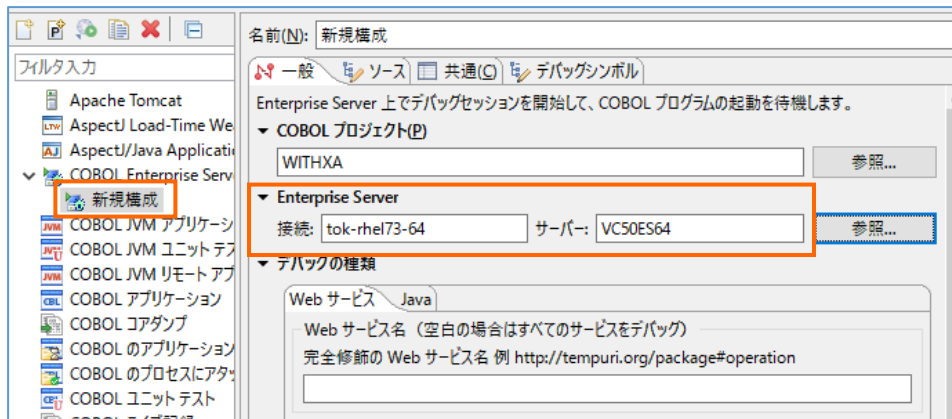 フィルタ入力
Apache Tomcat
AspectJ Load-Time We
AspectJ/Java Applicati
COBOL Enterprise Serv
新規構成
COBOL JVM アプリケーシ
COBOL JVM ユニット テス
COBOL JVM リモート アプ
COBOL アプリケーション
COBOL コアダンプ
COBOL のアプリケーション
COBOL のプロセスにアタッ
COBOL ユニット テスト
名前(N): 新規構成
一般 ソース 共通(C) デバッグシンボル
Enterprise Server 上でデバッグセッションを開始して、COBOL プログラムの起動を待機します。
COBOL プロジェクト(P)
WITHXA 参照...
Enterprise Server
接続: tok-rhel73-64 サーバー: VC50ES64 参照...
デバッグの種類
Web サービス Java
Web サービス名（空白の場合はすべてのサービスをデバッグ）
完全修飾の Web サービス名 例 http://tempuri.org/package#operation